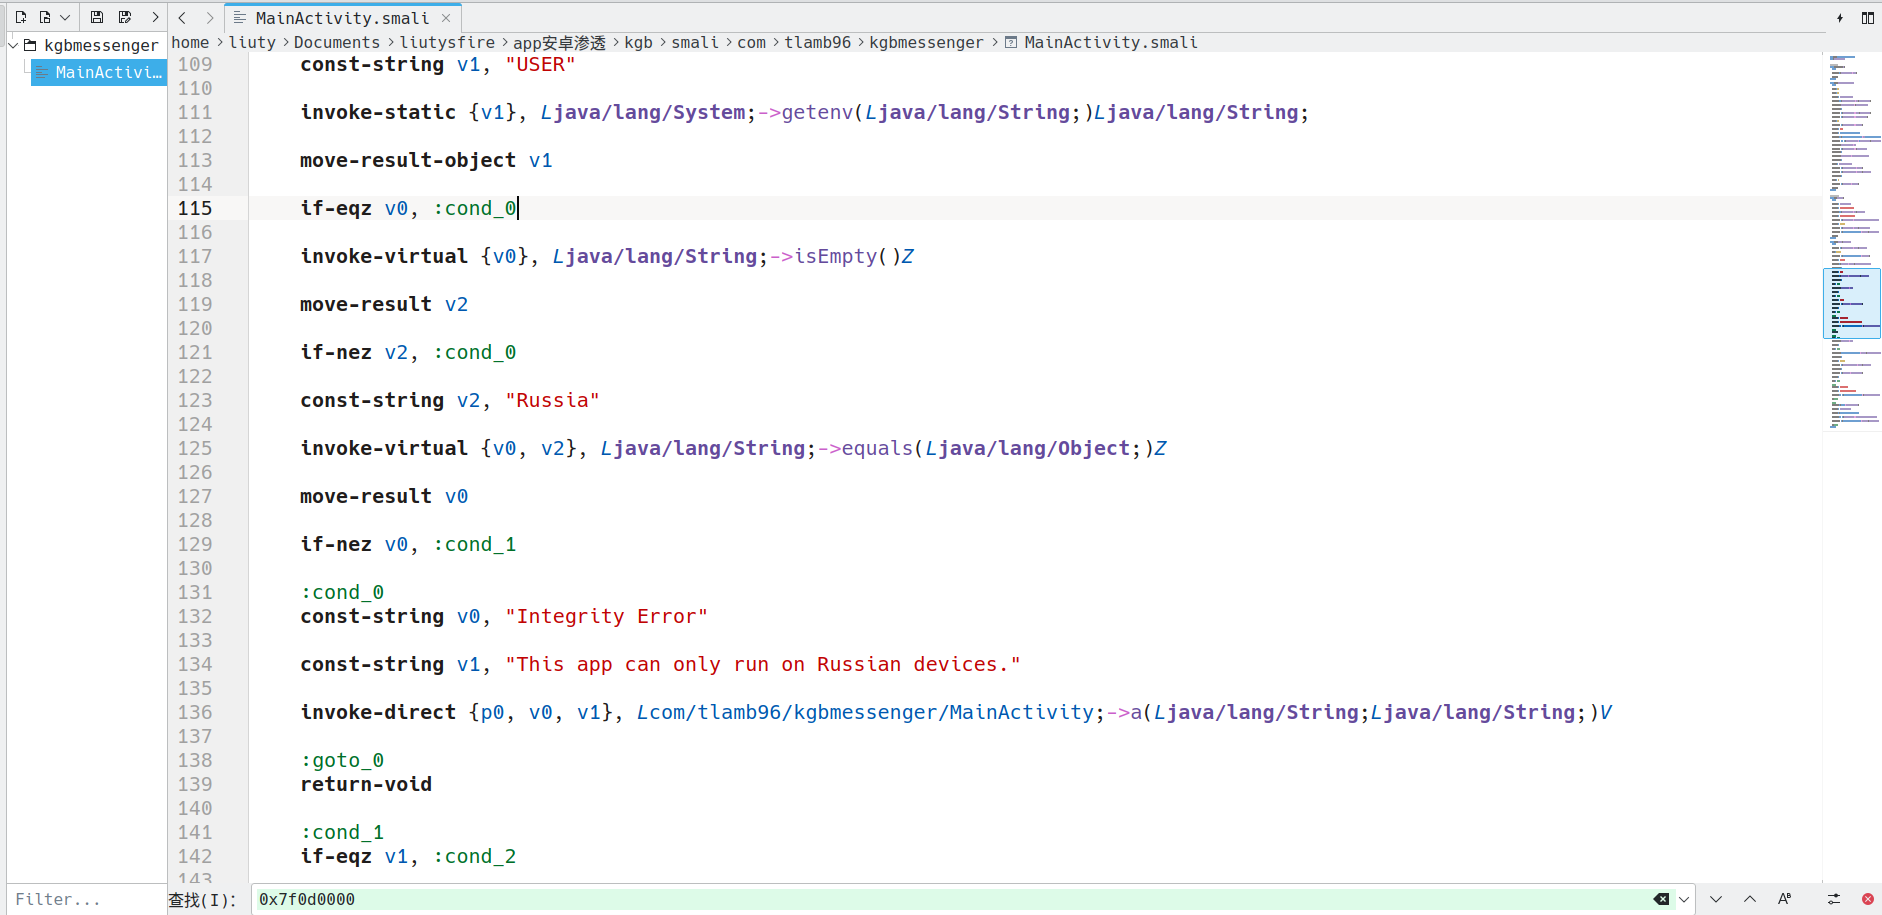 MainActivity.smali
kgbmessenger
MainActivi...
home > liuty > Documents > liutysfire > app安卓渗透 > kgb > smali > com > tlamb96 > kgbmessenger > MainActivity.smali
109 const-string v1, "USER"
110
111 invoke-static {v1}, Ljava/lang/System;->getenv(Ljava/lang/String;)Ljava/lang/String;
112
113 move-result-object v1
114
115 if-eqz v0, :cond_0
116
117 invoke-virtual {v0}, Ljava/lang/String;->isEmpty()Z
118
119 move-result v2
120
121 if-nez v2, :cond_0
122
123 const-string v2, "Russia"
124
125 invoke-virtual {v0, v2}, Ljava/lang/String;->equals(Ljava/lang/Object;)Z
126
127 move-result v0
128
129 if-nez v0, :cond_1
130
131 :cond_0
132 const-string v0, "Integrity Error"
133
134 const-string v1, "This app can only run on Russian devices."
135
136 invoke-direct {p0, v0, v1}, Lcom/tlamb96/kgbmessenger/MainActivity;->a(Ljava/lang/String;Ljava/lang/String;)V
137
138 :goto_0
139 return-void
140
141 :cond_1
142 if-eqz v1, :cond_2
143
Filter...
查找(I): 0x7f0d0000